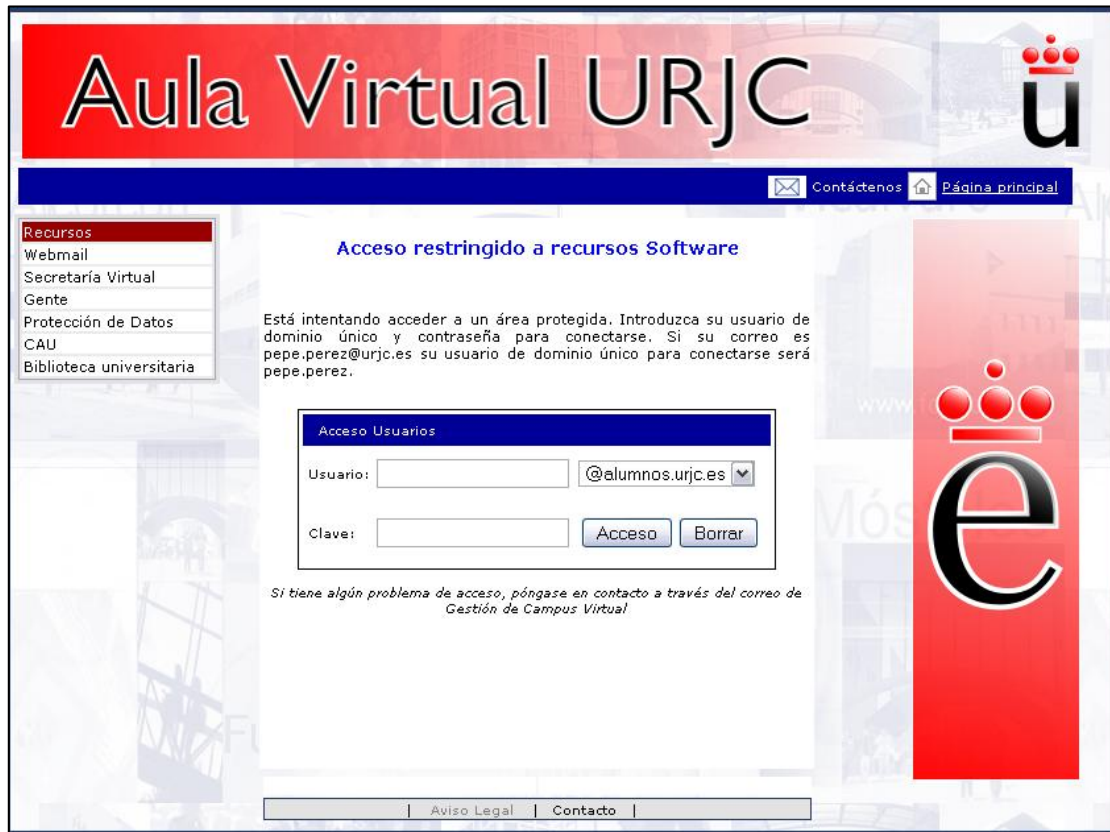 Aula Virtual URJC
u
Contáctenos Página principal
Recursos
Webmail
Secretaría Virtual
Gente
Protección de Datos
CAU
Biblioteca universitaria
Acceso restringido a recursos Software
Está intentando acceder a un área protegida. Introduzca su usuario de
dominio único y contraseña para conectarse. Si su correo es
pepe.perez@urjc.es su usuario de dominio único para conectarse será
pepe.perez.
Acceso Usuarios
Usuario: @alumnos.urjc.es
Clave: Acceso Borrar
Si tiene algún problema de acceso, póngase en contacto a través del correo de
Gestión de Campus Virtual
e
| Aviso Legal | Contacto |